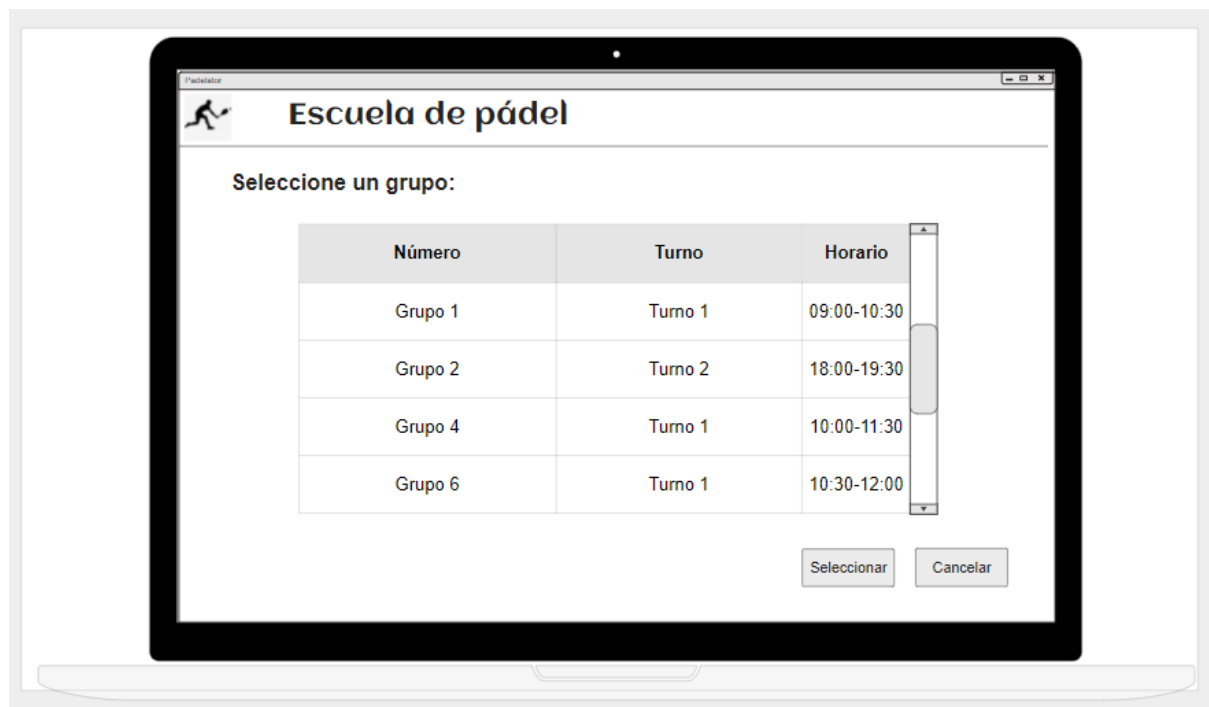 Padelator
Escuela de pádel
Seleccione un grupo:
Número Turno Horario
Grupo 1 Turno 1 09:00-10:30
Grupo 2 Turno 2 18:00-19:30
Grupo 4 Turno 1 10:00-11:30
Grupo 6 Turno 1 10:30-12:00
Seleccionar Cancelar